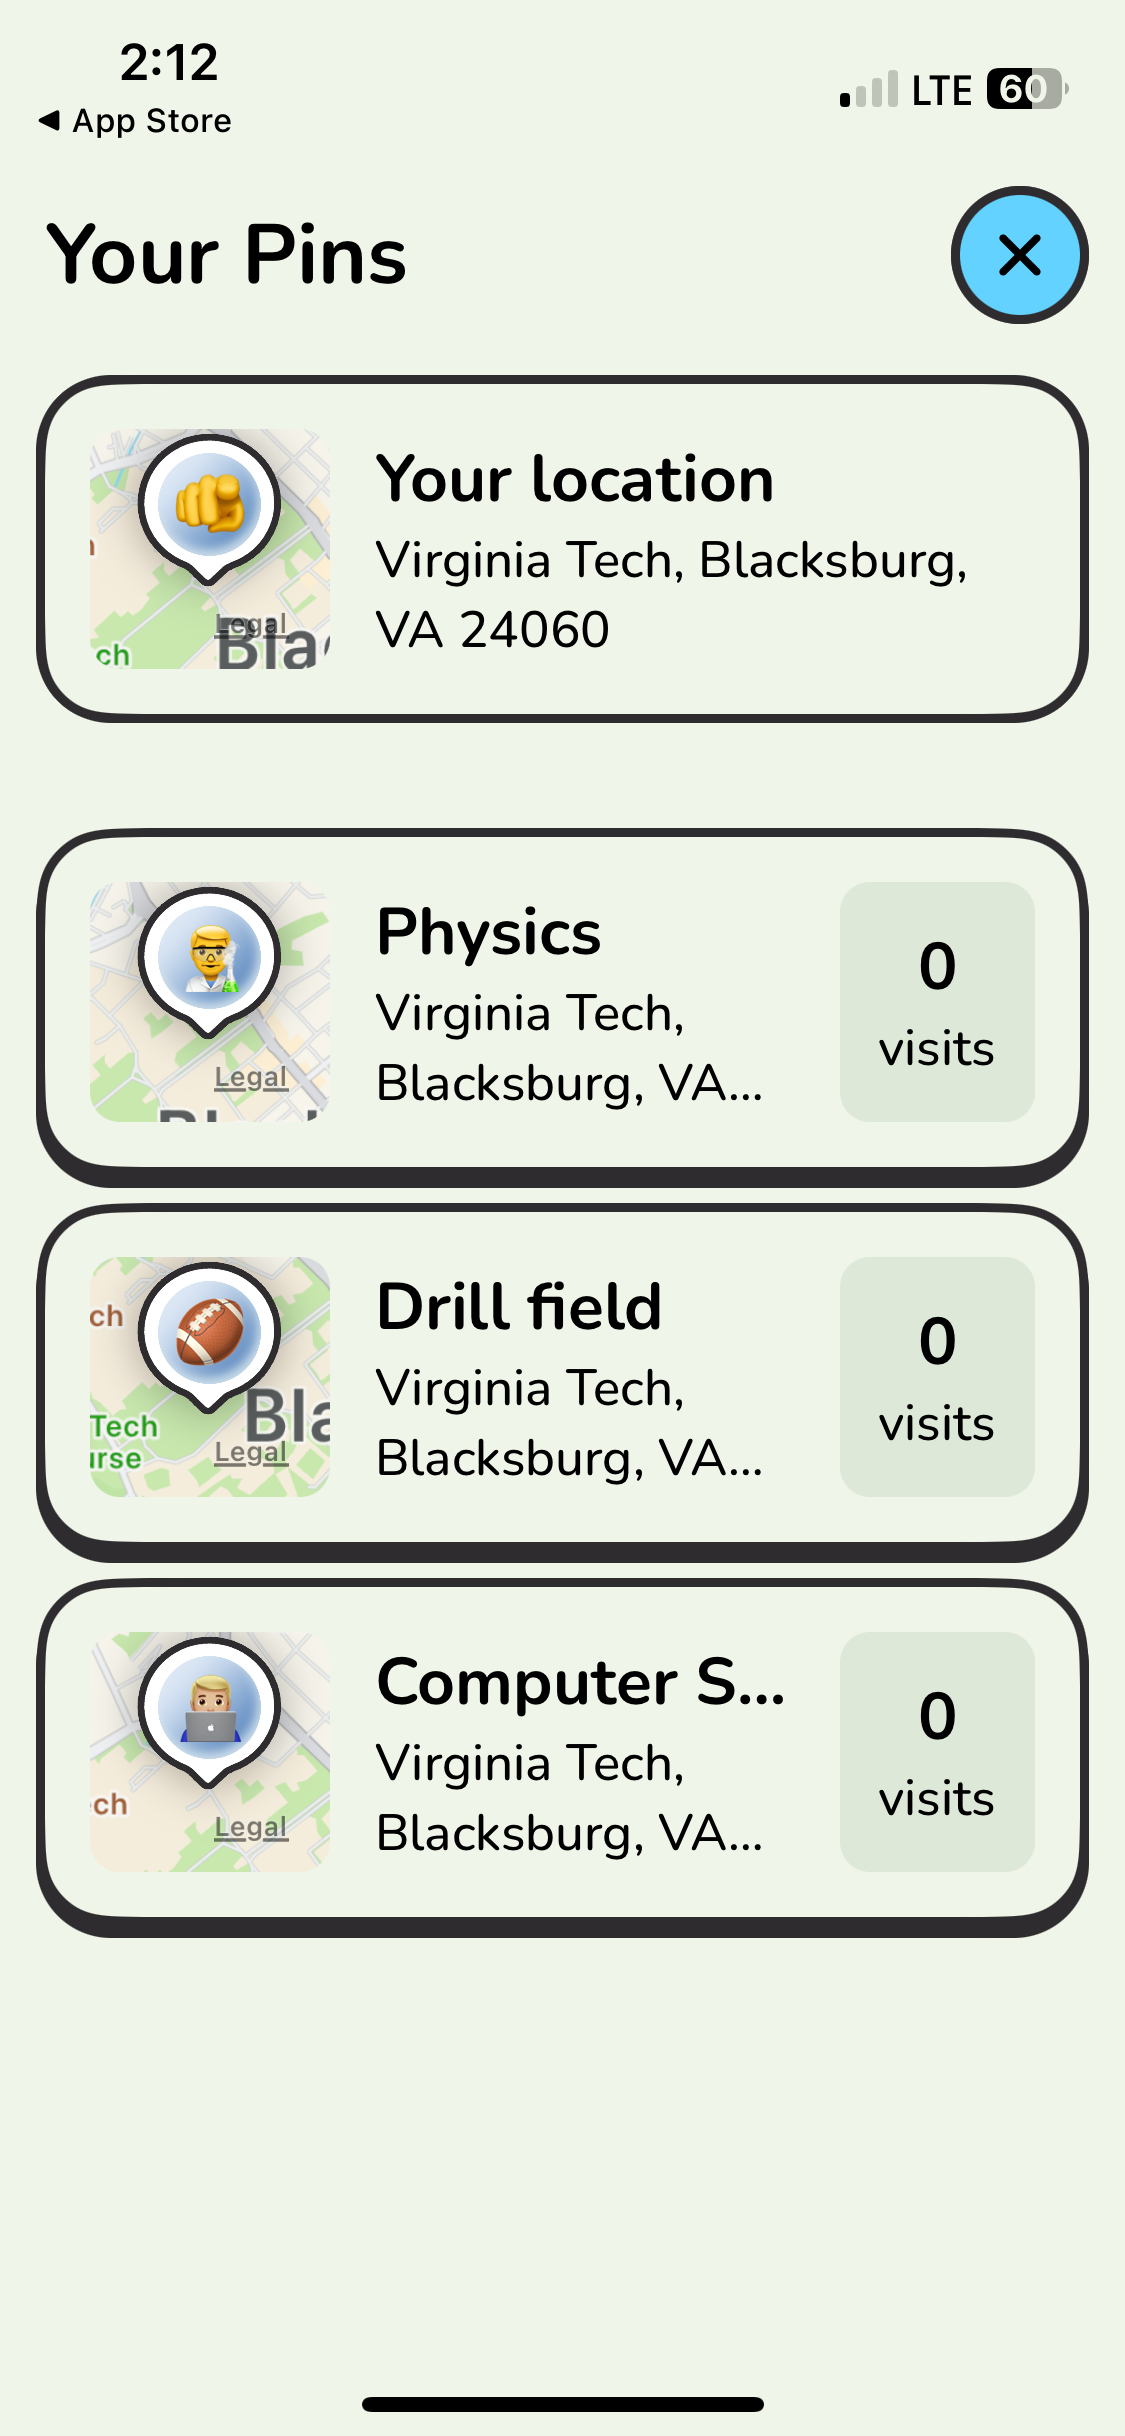 2:12
App Store
LTE
60
Your Pins
Your location
Virginia Tech, Blacksburg,
VA 24060
Legal
Bla
ch
Physics
Virginia Tech,
Blacksburg, VA...
0
visits
Legal
Drill field
Virginia Tech,
Blacksburg, VA...
0
visits
ch
Bla
Tech
urse
Legal
Computer S...
Virginia Tech,
Blacksburg, VA...
0
visits
ech
Legal